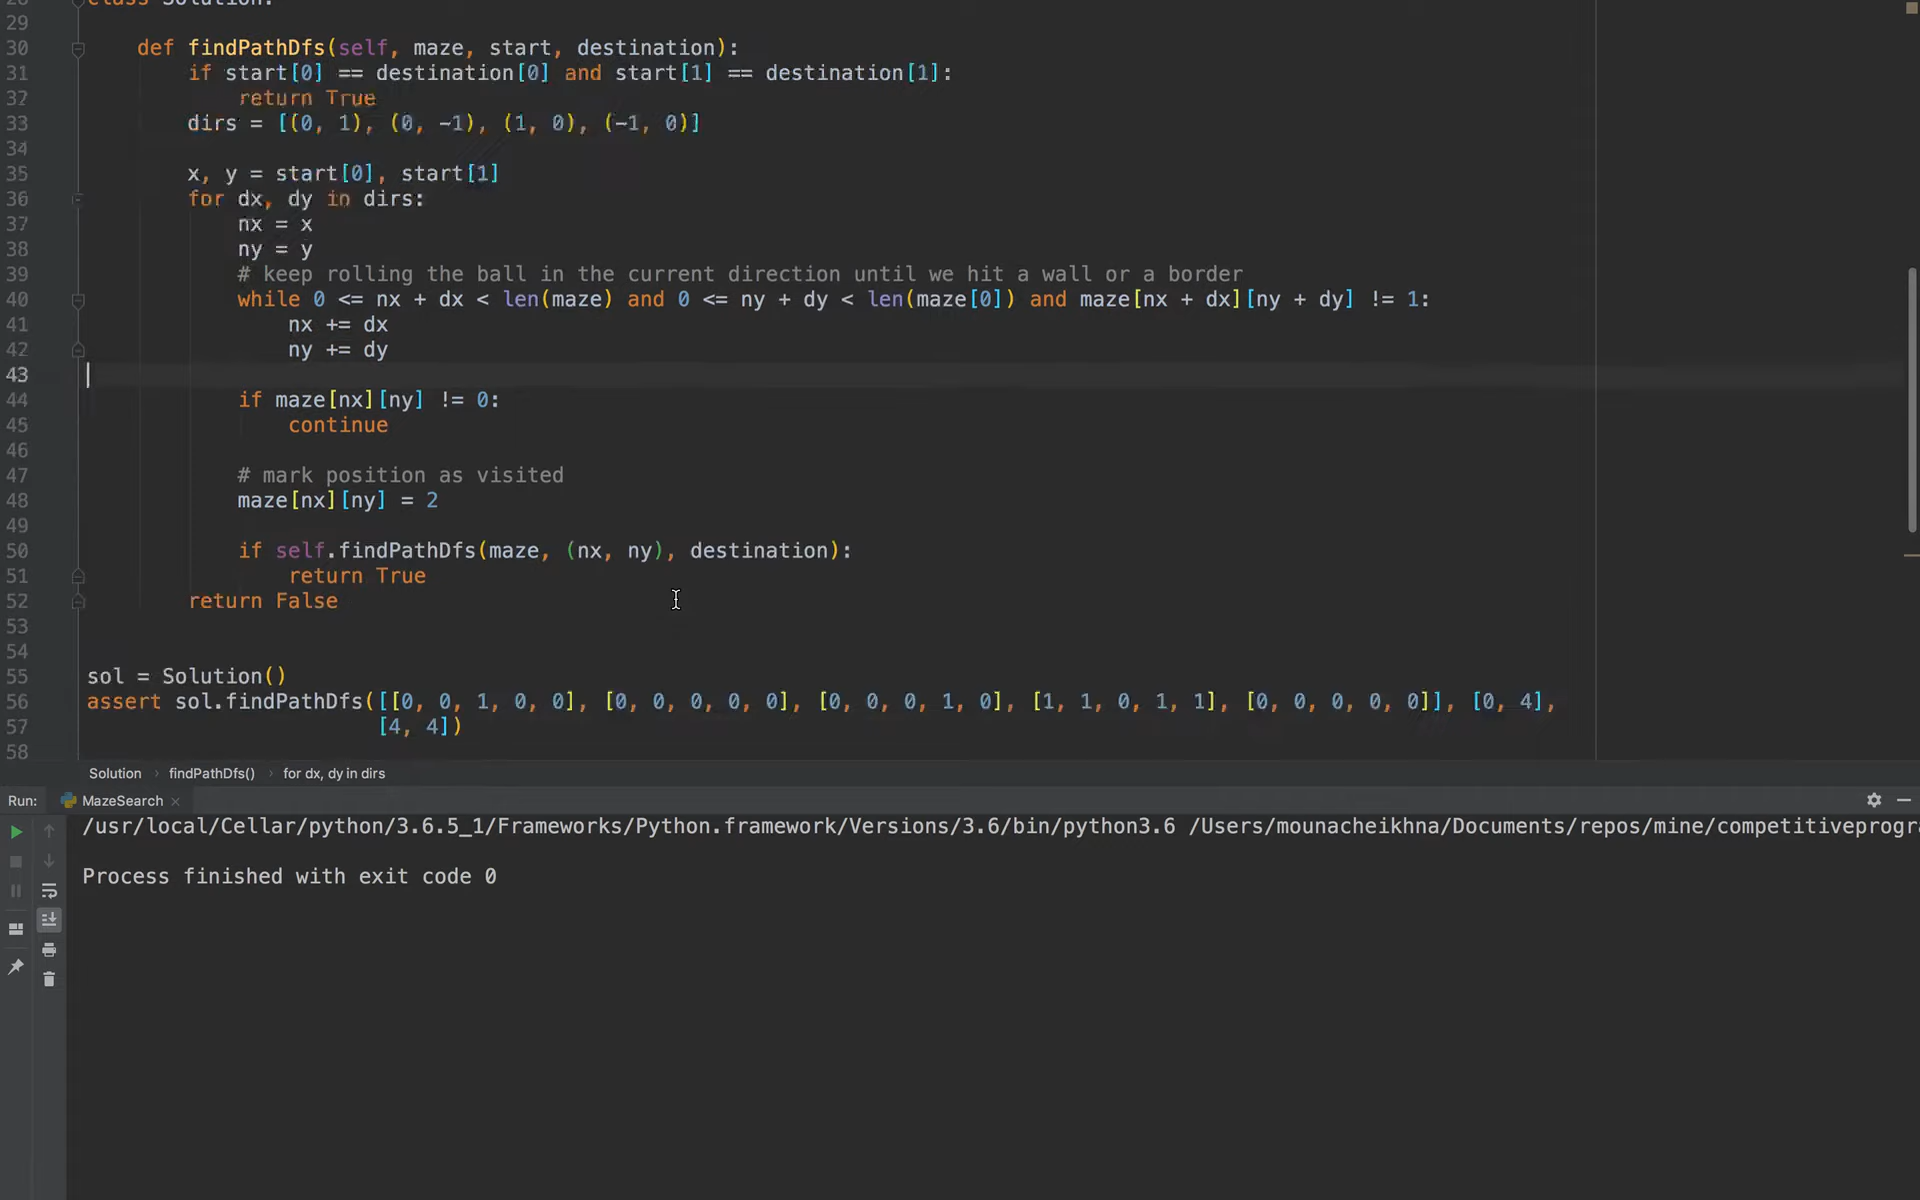 28 class Solution:
29
30 def findPathDfs(self, maze, start, destination):
31 if start[0] == destination[0] and start[1] == destination[1]:
32 return True
33 dirs = [(0, 1), (0, -1), (1, 0), (-1, 0)]
34
35 x, y = start[0], start[1]
36 for dx, dy in dirs:
37 nx = x
38 ny = y
39 # keep rolling the ball in the current direction until we hit a wall or a border
40 while 0 <= nx + dx < len(maze) and 0 <= ny + dy < len(maze[0]) and maze[nx + dx][ny + dy] != 1:
41 nx += dx
42 ny += dy
43
44 if maze[nx][ny] != 0:
45 continue
46
47 # mark position as visited
48 maze[nx][ny] = 2
49
50 if self.findPathDfs(maze, (nx, ny), destination):
51 return True
52 return False
53
54
55 sol = Solution()
56 assert sol.findPathDfs([[0, 0, 1, 0, 0], [0, 0, 0, 0, 0], [0, 0, 0, 1, 0], [1, 1, 0, 1, 1], [0, 0, 0, 0, 0]], [0, 4],
57 [4, 4])
58
Solution › findPathDfs() › for dx, dy in dirs
Run: MazeSearch ×
/usr/local/Cellar/python/3.6.5_1/Frameworks/Python.framework/Versions/3.6/bin/python3.6 /Users/mounacheikhna/Documents/repos/mine/competitiveprogra
Process finished with exit code 0